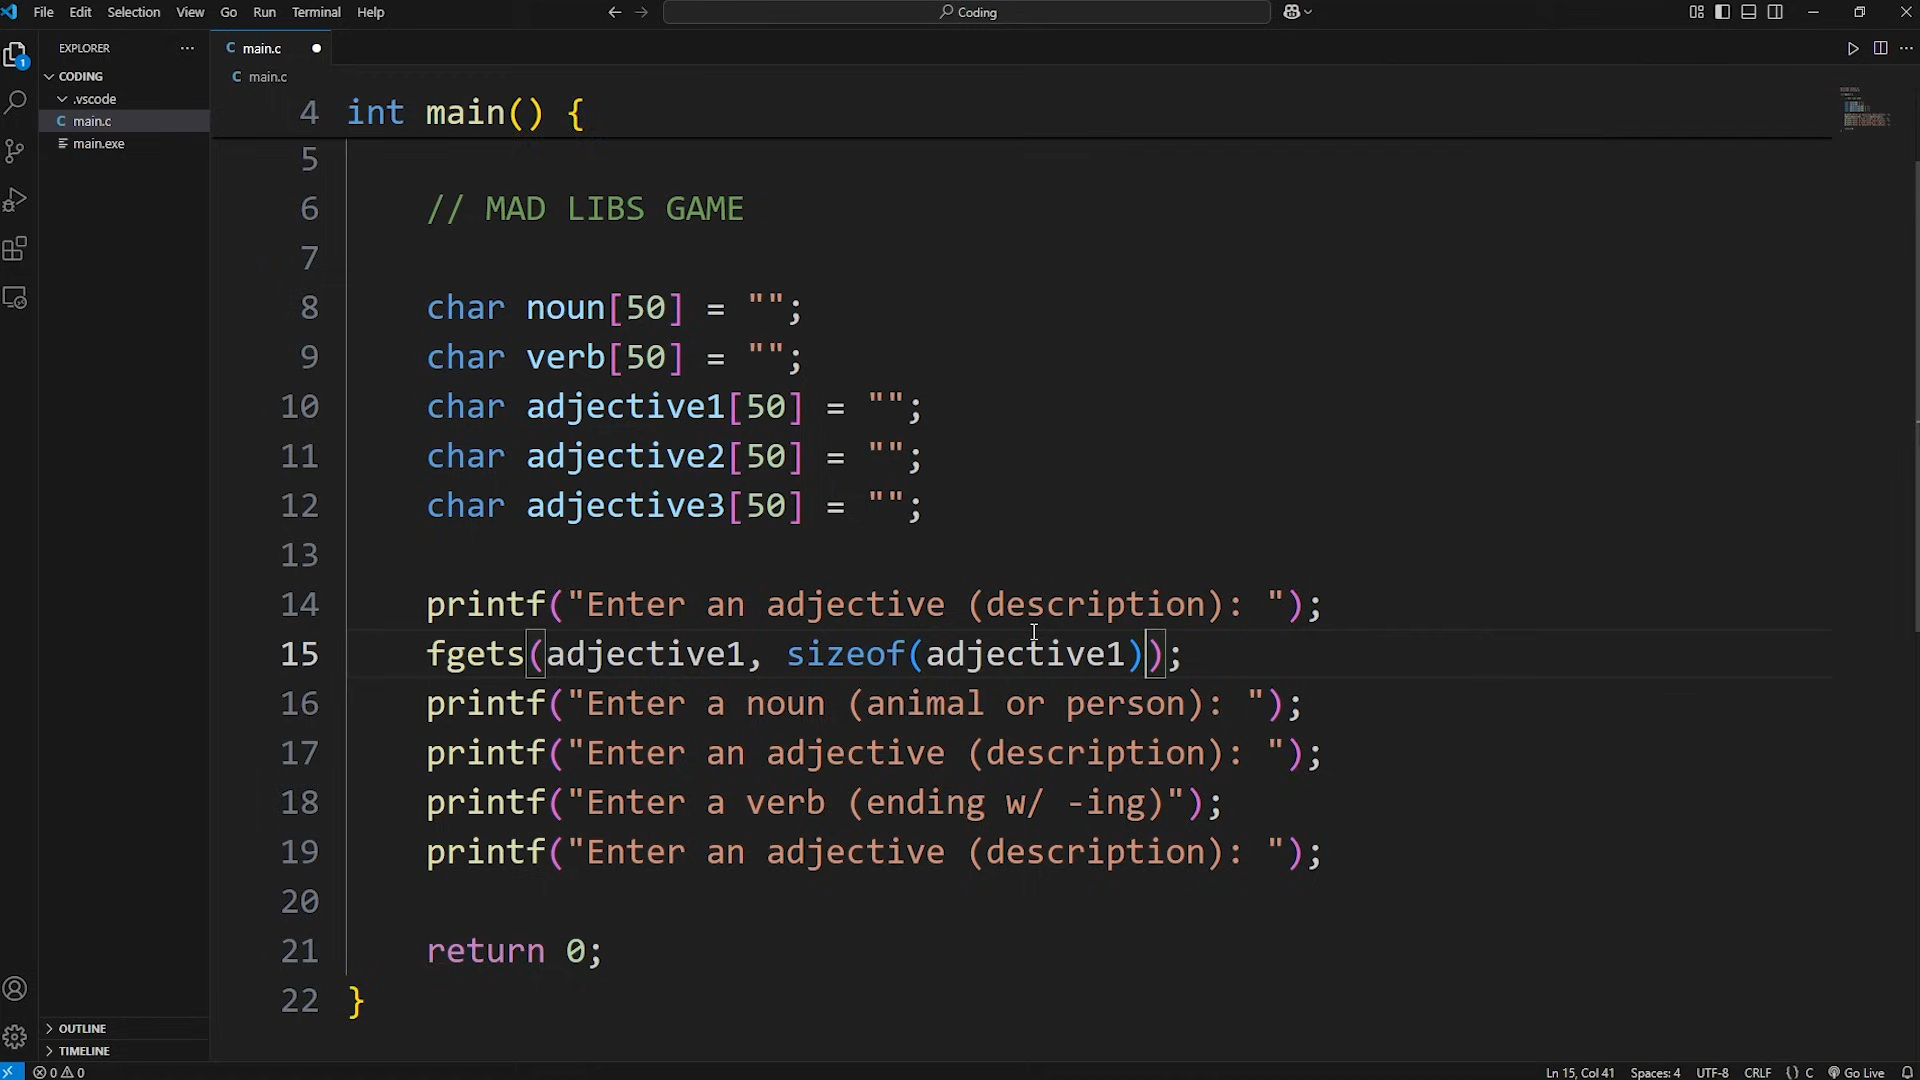 File Edit Selection View Go Run Terminal Help
Coding
EXPLORER
main.c
CODING
main.c
.vscode
main.c
main.exe
1
4 int main() {
5
6 // MAD LIBS GAME
7
8 char noun[50] = "";
9 char verb[50] = "";
10 char adjective1[50] = "";
11 char adjective2[50] = "";
12 char adjective3[50] = "";
13
14 printf("Enter an adjective (description): ");
15 fgets(adjective1, sizeof(adjective1));
16 printf("Enter a noun (animal or person): ");
17 printf("Enter an adjective (description): ");
18 printf("Enter a verb (ending w/ -ing)");
19 printf("Enter an adjective (description): ");
20
21 return 0;
22 }
OUTLINE
TIMELINE
0 0 Ln 15, Col 41 Spaces: 4 UTF-8 CRLF {} C Go Live